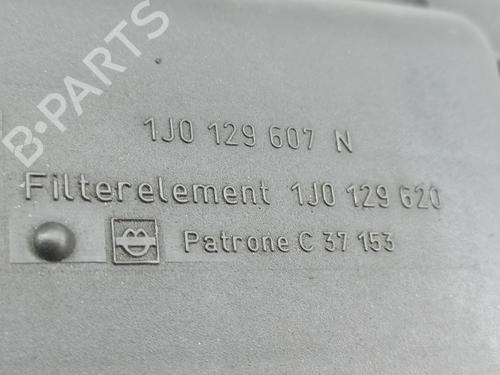 B-PARTS
1J0 129 607 N
Filterelement 1J0 129 620
Patrone C 37 153